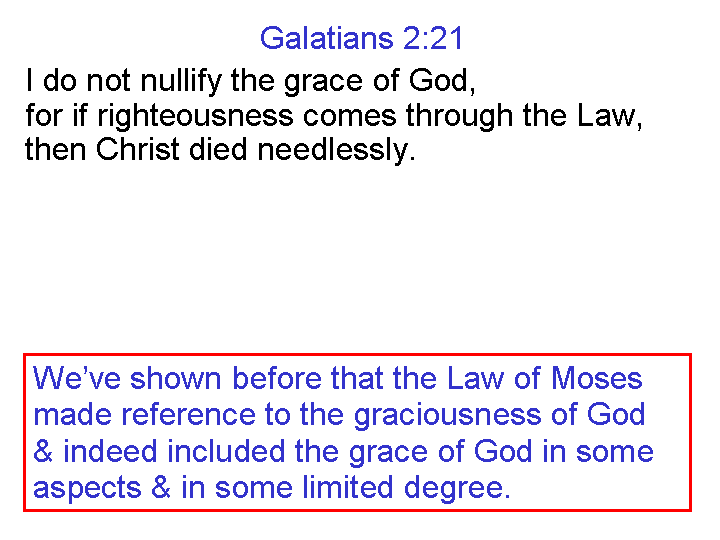 Galatians 2:21
I do not nullify the grace of God,
for if righteousness comes through the Law,
then Christ died needlessly.
We’ve shown before that the Law of Moses
made reference to the graciousness of God
& indeed included the grace of God in some
aspects & in some limited degree.